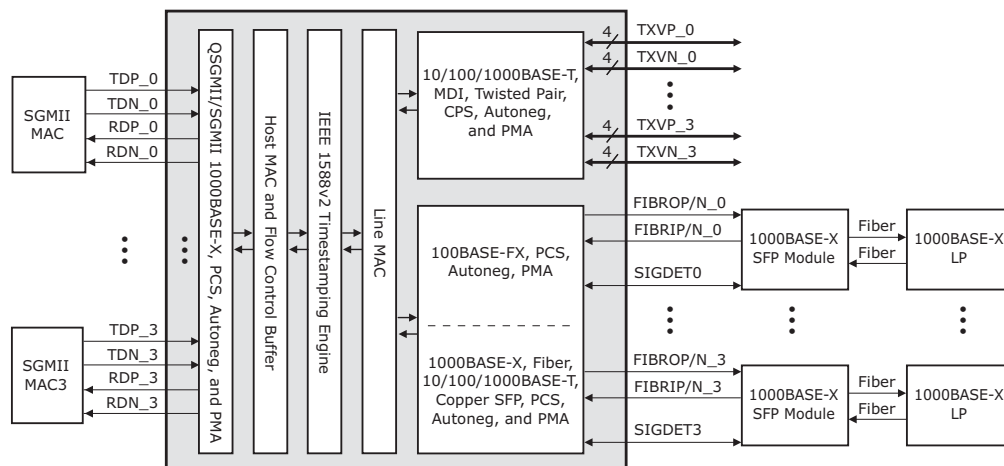 SGMII
MAC
TDP_0
TDN_0
RDP_0
RDN_0
SGMII
MAC3
TDP_3
TDN_3
RDP_3
RDN_3
QSGMII/SGMII 1000BASE-X, PCS, Autoneg, and PMA
Host MAC and Flow Control Buffer
IEEE 1588v2 Timestamping Engine
Line MAC
10/100/1000BASE-T,
MDI, Twisted Pair,
CPS, Autoneg,
and PMA
4
TXVP_0
4
TXVN_0
4
TXVP_3
4
TXVN_3
100BASE-FX, PCS,
Autoneg, PMA
1000BASE-X, Fiber,
10/100/1000BASE-T,
Copper SFP, PCS,
Autoneg, and PMA
FIBROP/N_0
FIBRIP/N_0
SIGDET0
1000BASE-X
SFP Module
Fiber
Fiber
1000BASE-X
LP
FIBROP/N_3
FIBRIP/N_3
SIGDET3
1000BASE-X
SFP Module
Fiber
Fiber
1000BASE-X
LP